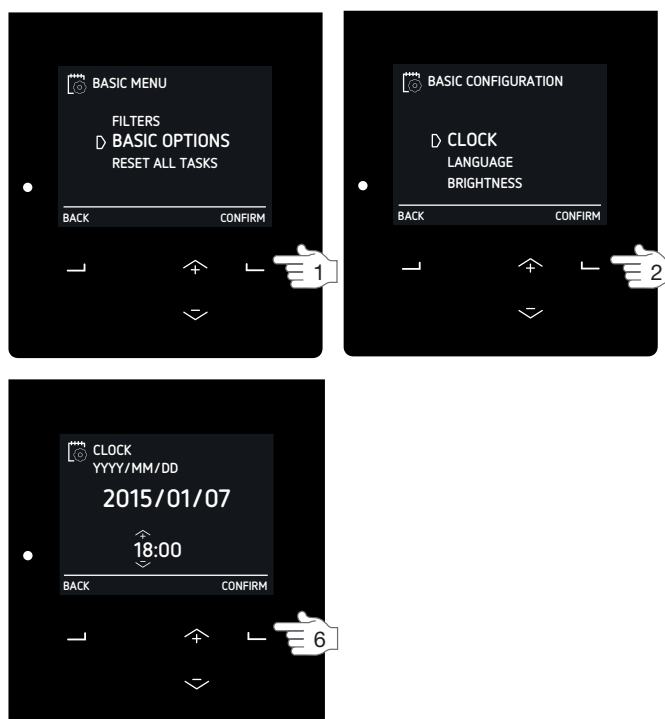 BASIC MENU
FILTERS
BASIC OPTIONS
RESET ALL TASKS
BACK CONFIRM
1
BASIC CONFIGURATION
CLOCK
LANGUAGE
BRIGHTNESS
BACK CONFIRM
2
CLOCK
YYYY/MM/DD
2015/01/07
18:00
BACK CONFIRM
6